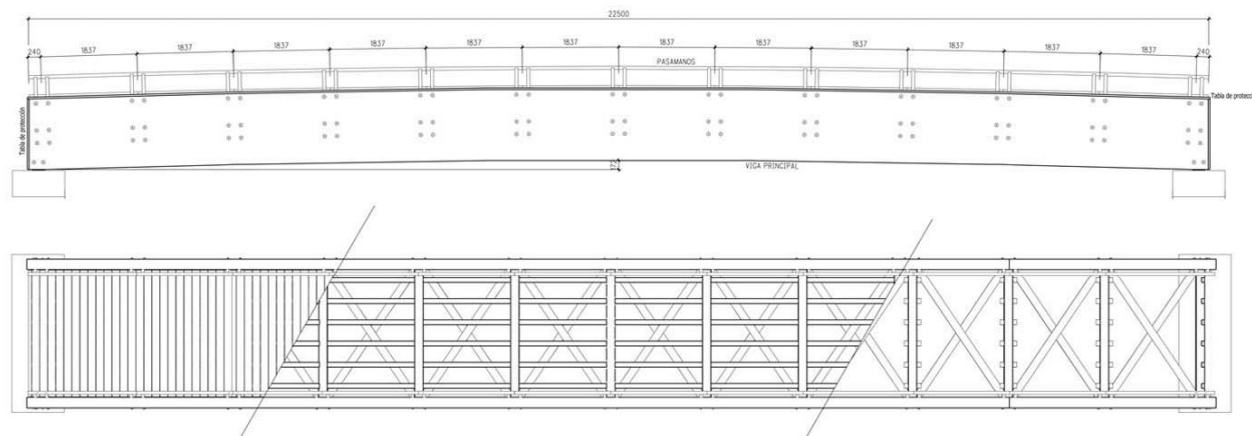 22500
240 1837 1837 1837 1837 1837 1837 1837 1837 1837 1837 1837 1837 240
PASAMANOS
Tabla de protección
Tabla de protecc
172
VIGA PRINCIPAL